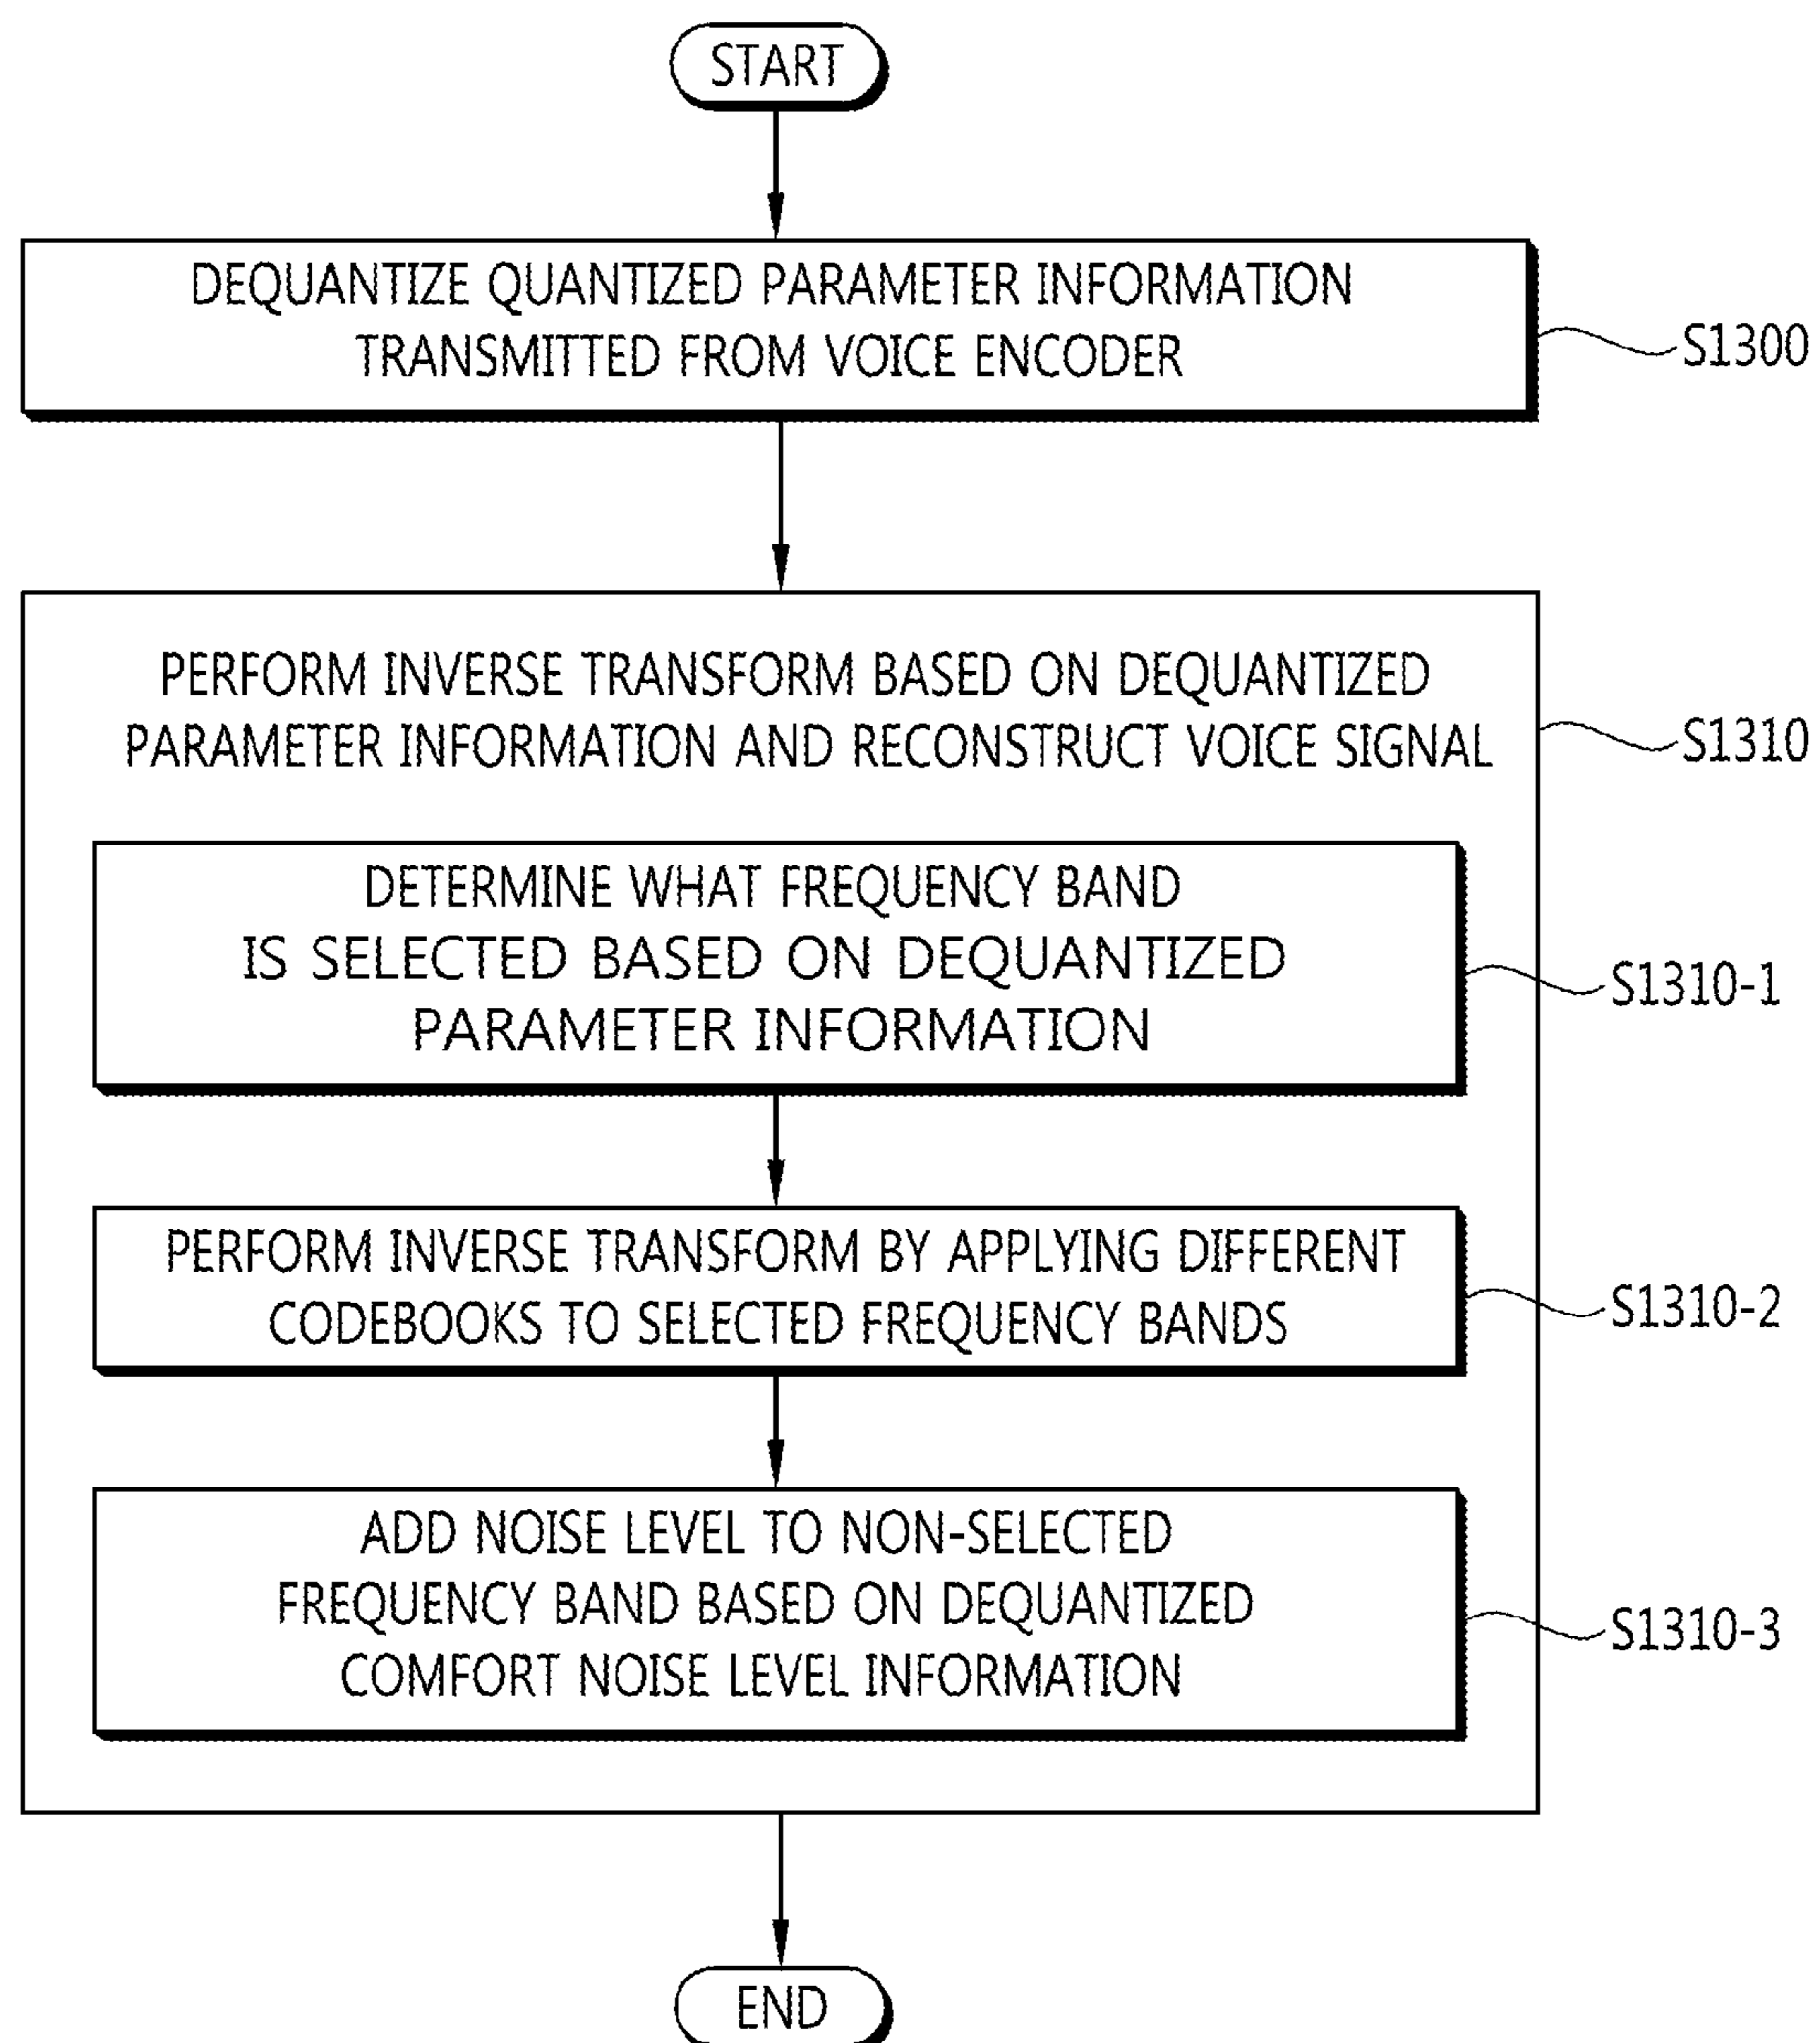 START
DEQUANTIZE QUANTIZED PARAMETER INFORMATION
TRANSMITTED FROM VOICE ENCODER
S1300
PERFORM INVERSE TRANSFORM BASED ON DEQUANTIZED
PARAMETER INFORMATION AND RECONSTRUCT VOICE SIGNAL
S1310
DETERMINE WHAT FREQUENCY BAND
IS SELECTED BASED ON DEQUANTIZED
PARAMETER INFORMATION
S1310-1
PERFORM INVERSE TRANSFORM BY APPLYING DIFFERENT
CODEBOOKS TO SELECTED FREQUENCY BANDS
S1310-2
ADD NOISE LEVEL TO NON-SELECTED
FREQUENCY BAND BASED ON DEQUANTIZED
COMFORT NOISE LEVEL INFORMATION
S1310-3
END